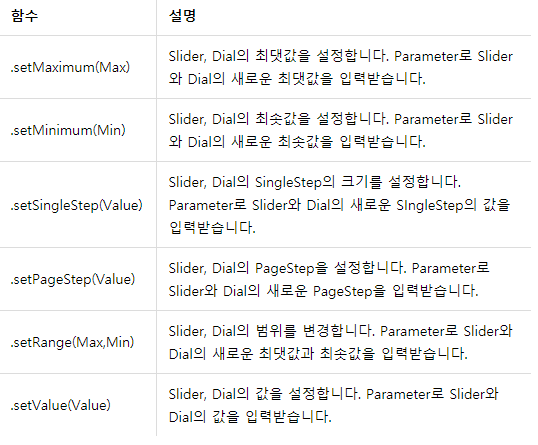 함수 설명
.setMaximum(Max) Slider, Dial의 최댓값을 설정합니다. Parameter로 Slider
와 Dial의 새로운 최댓값을 입력받습니다.
.setMinimum(Min) Slider, Dial의 최솟값을 설정합니다. Parameter로 Slider
와 Dial의 새로운 최솟값을 입력받습니다.
.setSingleStep(Value) Slider, Dial의 SingleStep의 크기를 설정합니다.
Parameter로 Slider와 Dial의 새로운 SIngleStep의 값을
입력받습니다.
.setPageStep(Value) Slider, Dial의 PageStep을 설정합니다. Parameter로
Slider와 Dial의 새로운 PageStep을 입력받습니다.
.setRange(Max,Min) Slider, Dial의 범위를 변경합니다. Parameter로 Slider와
Dial의 새로운 최댓값과 최솟값을 입력받습니다.
.setValue(Value) Slider, Dial의 값을 설정합니다. Parameter로 Slider와
Dial의 값을 입력받습니다.